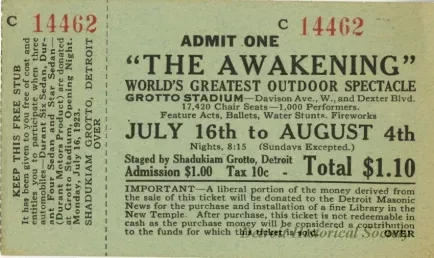 C 14462
KEEP THIS FREE STUB
It has been given to you free of cost and
entitles you to participate when three
automobiles—Durant Six Sedan, Dur-
ant Four Sedan and Star Sedan—
(Durant Motors Product) are donated
at Grotto Stadium Opening Night,
Monday, July 16, 1923.
SHADUKIAM GROTTO, DETROIT
OVER
C 14462
ADMIT ONE
"THE AWAKENING"
WORLD'S GREATEST OUTDOOR SPECTACLE
GROTTO STADIUM—Davison Ave., W., and Dexter Blvd.
17,420 Chair Seats—1,000 Performers.
Feature Acts, Ballets, Water Stunts, Fireworks
JULY 16th to AUGUST 4th
Nights, 8:15 (Sundays Excepted.)
Staged by Shadukiam Grotto, Detroit
Admission $1.00 Tax 10c - Total $1.10
IMPORTANT—A liberal portion of the money derived from
the sale of this ticket will be donated to the Detroit Masonic
News for the purchase and installation of a fine Library in the
New Temple. After purchase, this ticket is not redeemable in
cash as the purchase money will be considered a contribution
to the funds for which this ticket is sold. OVER
Detroit Historical Society